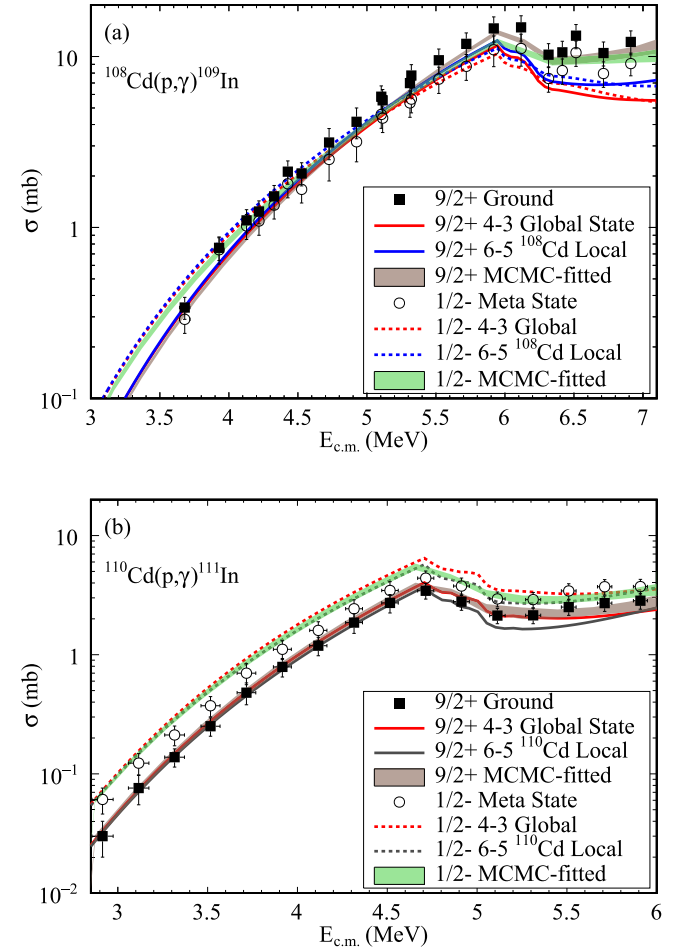 (a)
¹⁰⁸Cd(p,γ)¹⁰⁹In
10
1
10⁻¹
σ (mb)
9/2+ Ground
9/2+ 4-3 Global State
9/2+ 6-5 ¹⁰⁸Cd Local
9/2+ MCMC-fitted
1/2- Meta State
1/2- 4-3 Global
1/2- 6-5 ¹⁰⁸Cd Local
1/2- MCMC-fitted
3 3.5 4 4.5 5 5.5 6 6.5 7
E_c.m. (MeV)
(b)
¹¹⁰Cd(p,γ)¹¹¹In
10
1
10⁻¹
10⁻²
σ (mb)
9/2+ Ground
9/2+ 4-3 Global State
9/2+ 6-5 ¹¹⁰Cd Local
9/2+ MCMC-fitted
1/2- Meta State
1/2- 4-3 Global
1/2- 6-5 ¹¹⁰Cd Local
1/2- MCMC-fitted
3 3.5 4 4.5 5 5.5 6
E_c.m. (MeV)